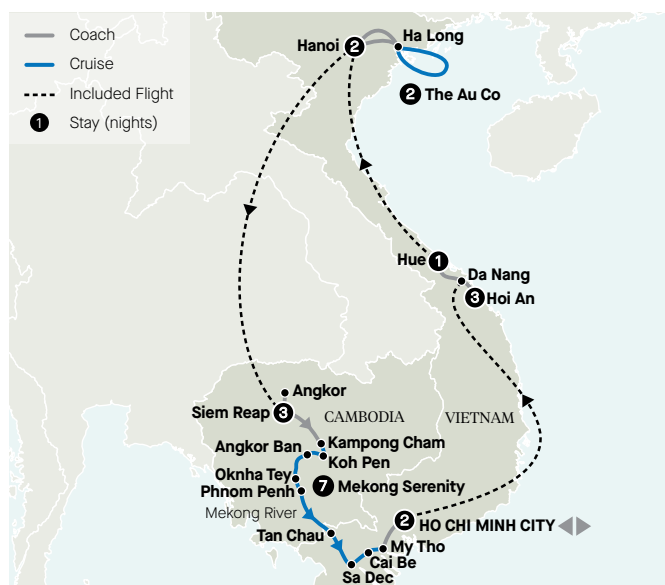 Coach
Cruise
Included Flight
1 Stay (nights)
Hanoi 2
Ha Long
2 The Au Co
Hue 1
Da Nang
3 Hoi An
Angkor
Siem Reap 3
CAMBODIA
VIETNAM
Kampong Cham
Angkor Ban
Koh Pen
Oknha Tey
7 Mekong Serenity
Phnom Penh
Mekong River
2 HO CHI MINH CITY
Tan Chau
My Tho
Cai Be
Sa Dec